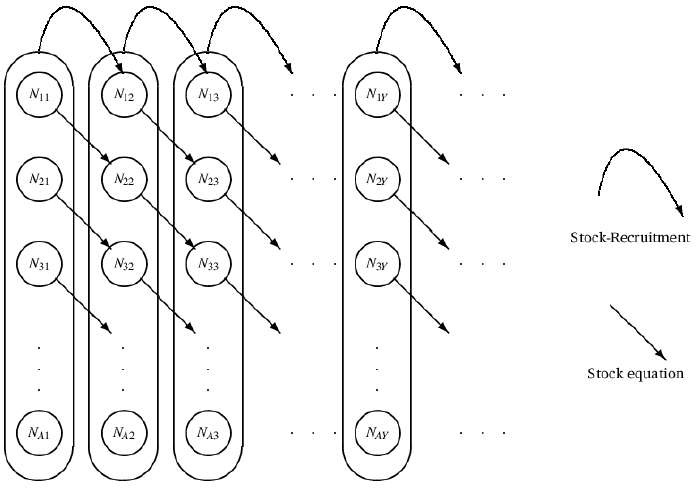 N11 N12 N13 . . . N1Y . . .
N21 N22 N23 . . . N2Y . . .
Stock-Recruitment
N31 N32 N33 . . . N3Y . . .
Stock equation
NA1 NA2 NA3 . . . NAY . . .